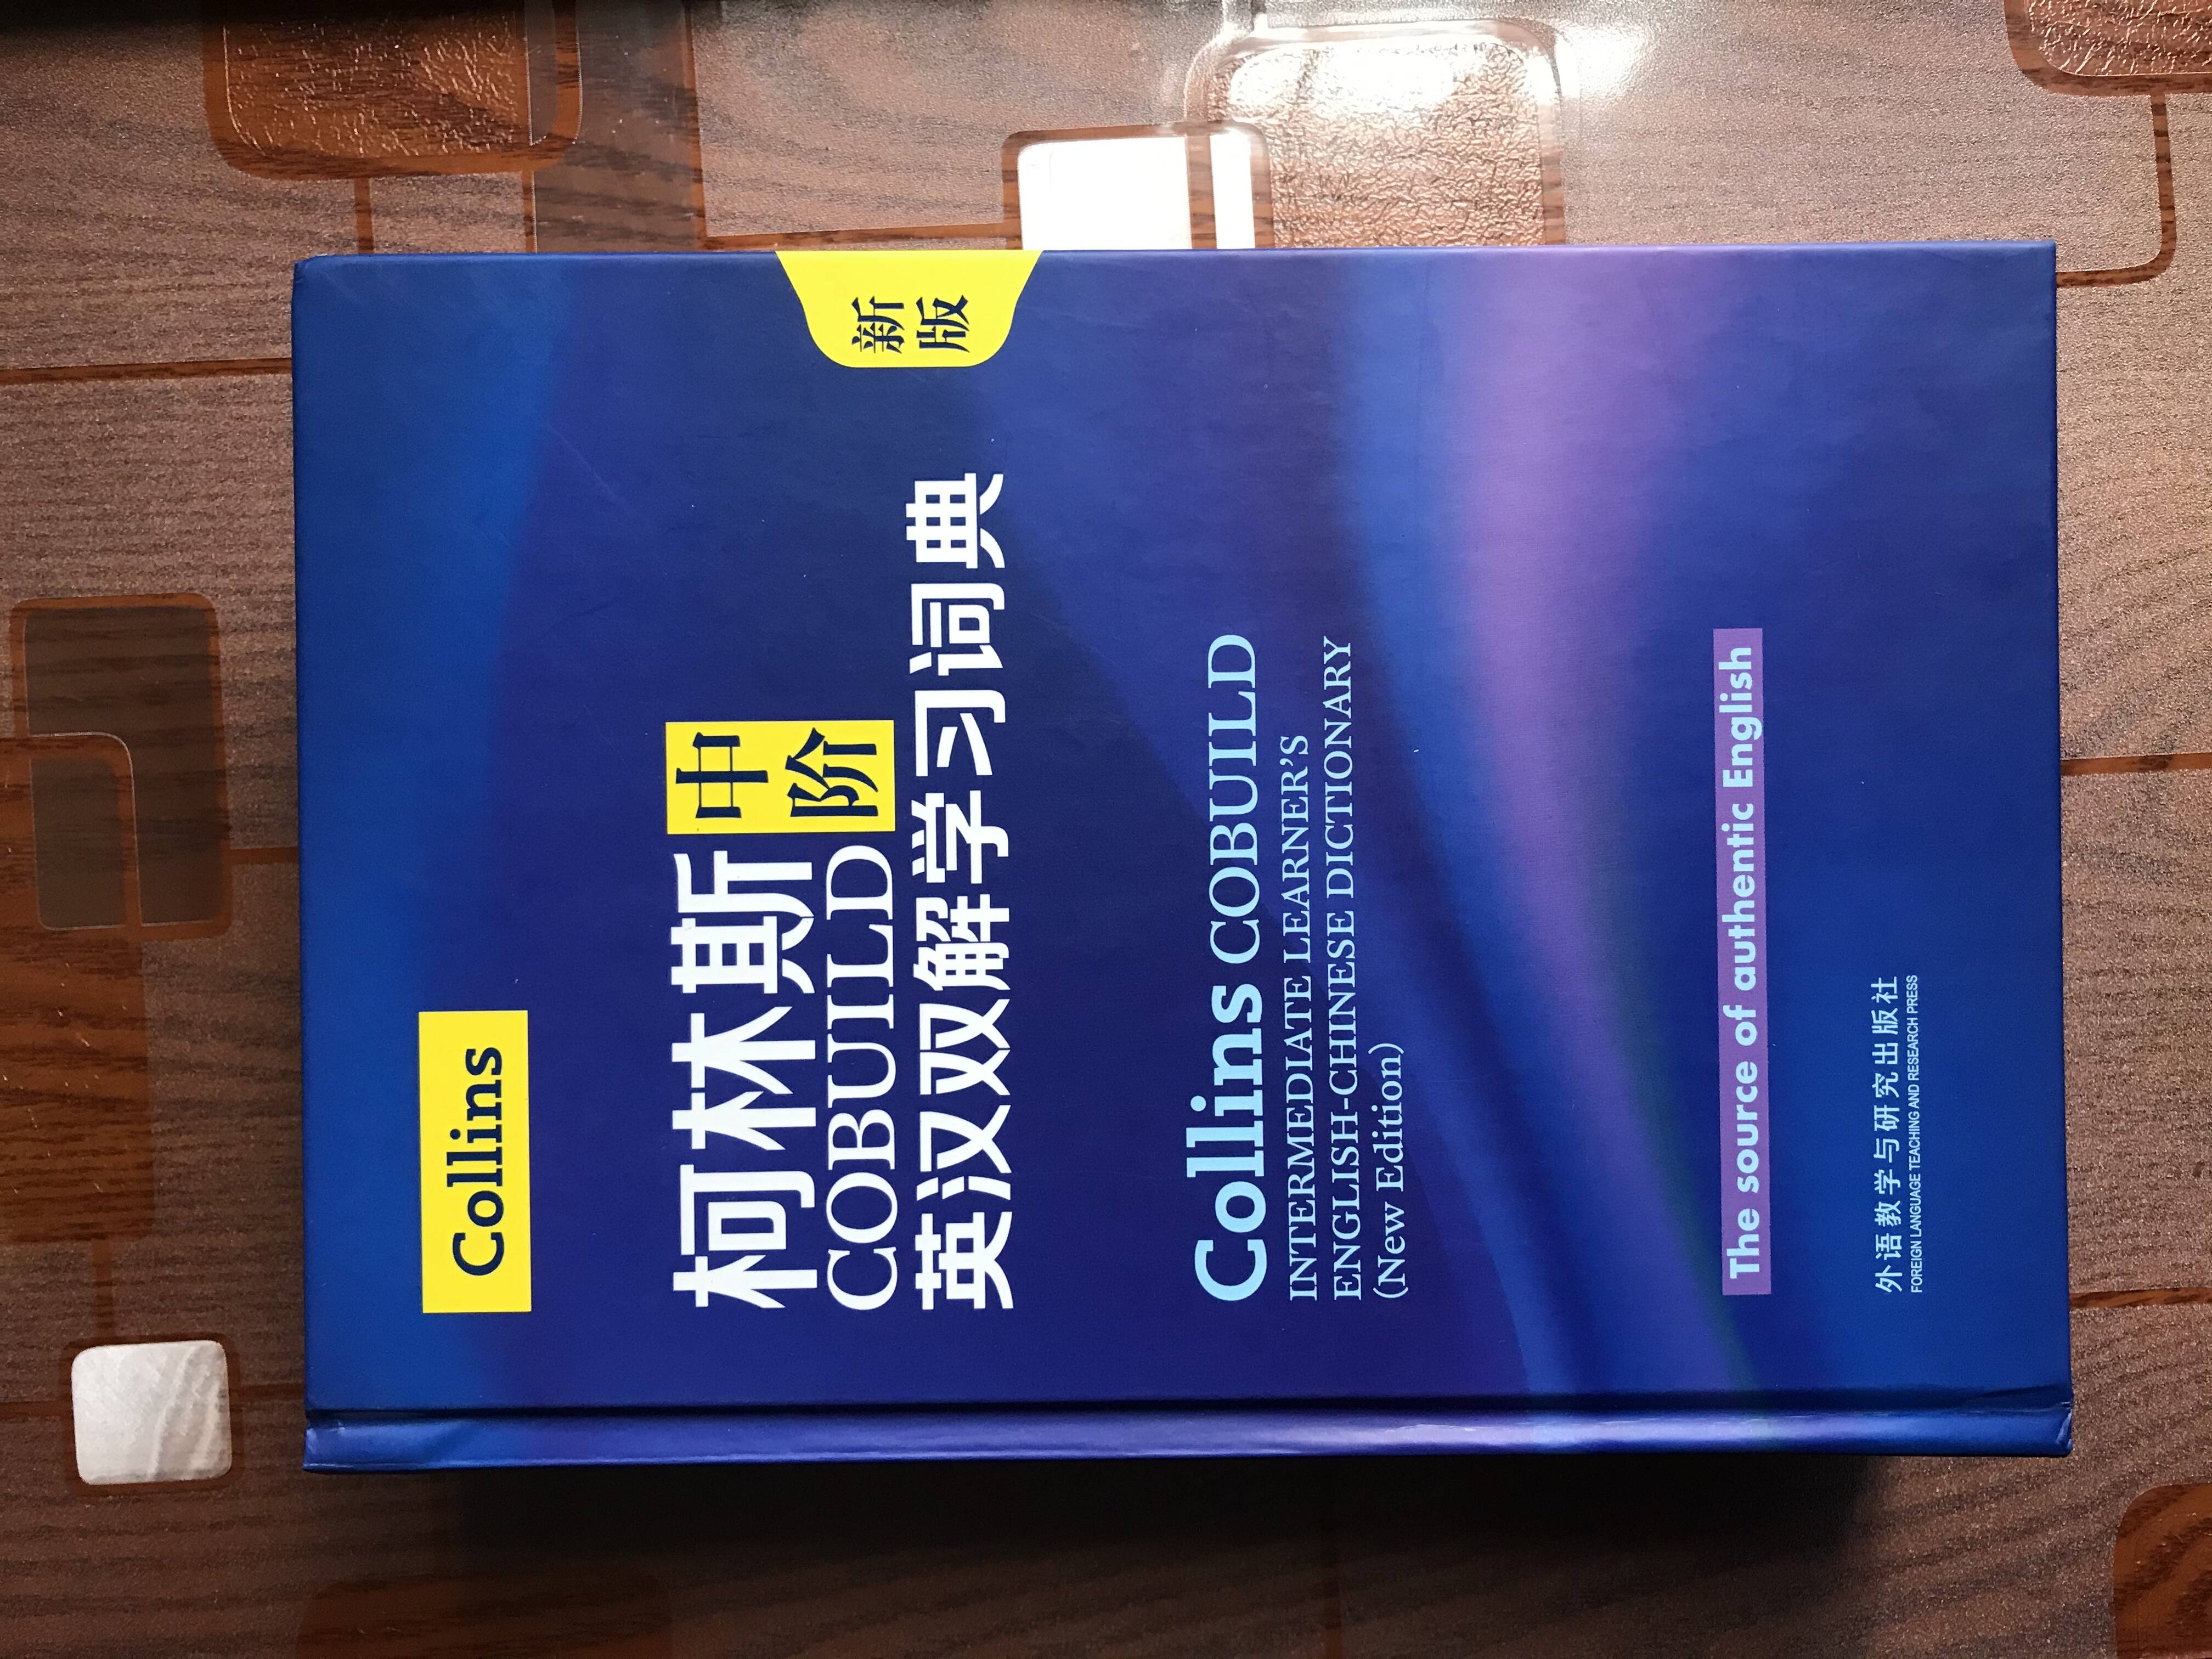 Collins
柯林斯
中阶
COBUILD
英汉双解学习词典
新版
Collins COBUILD
INTERMEDIATE LEARNER'S
ENGLISH-CHINESE DICTIONARY
(New Edition)
The source of authentic English
外语教学与研究出版社
FOREIGN LANGUAGE TEACHING AND RESEARCH PRESS